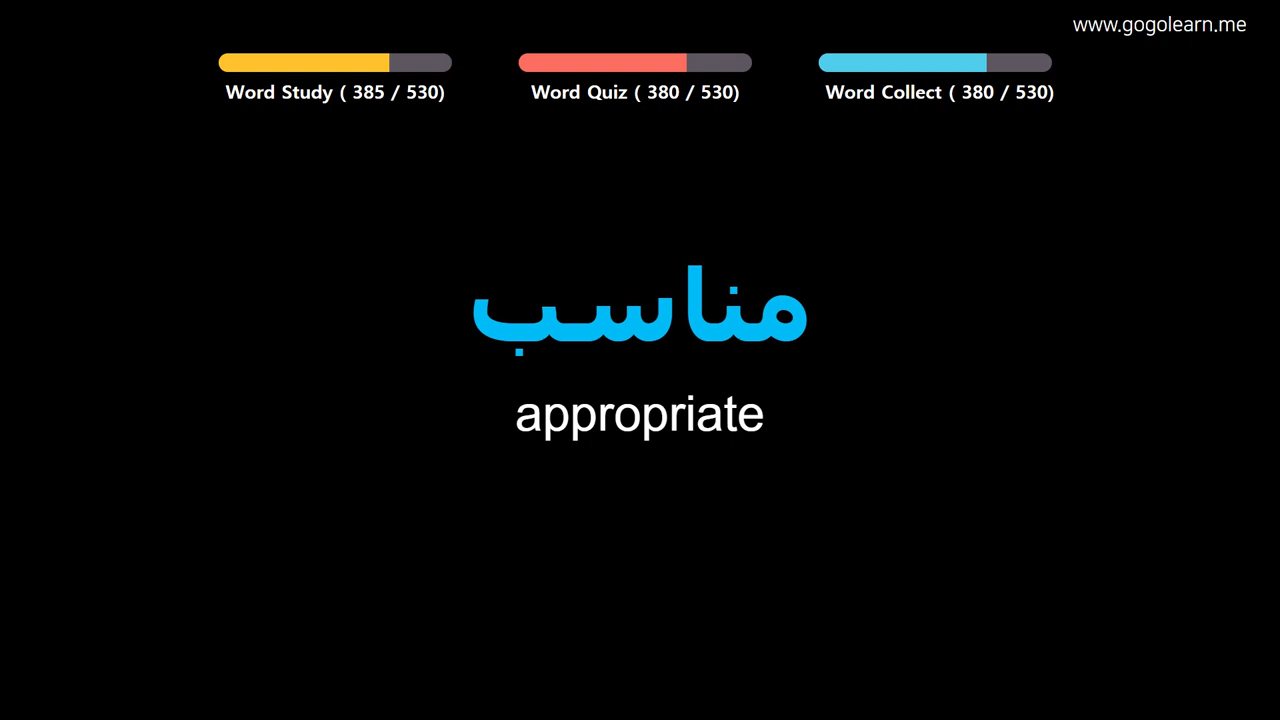 www.gogolearn.me
Word Study ( 385 / 530)
Word Quiz ( 380 / 530)
Word Collect ( 380 / 530)
مناسب
appropriate